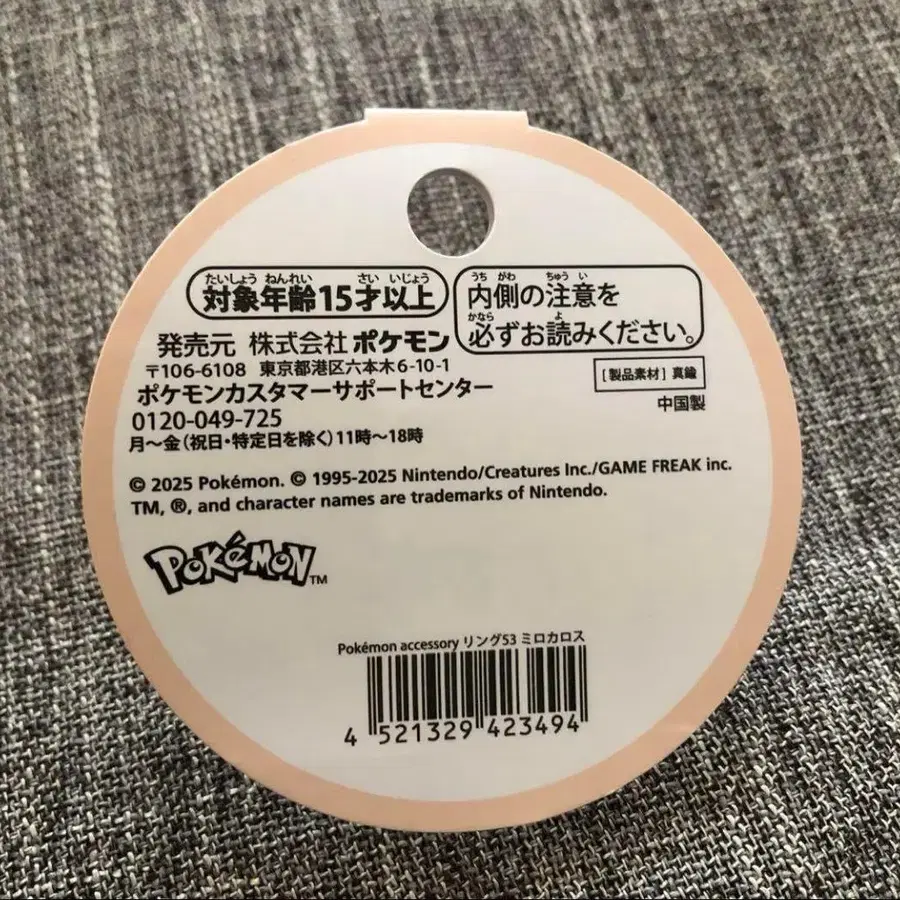 対象年齢15才以上
たいしょう ねんれい さい いじょう
内側の注意を
うち がわ ちゅう い
必ずお読みください。
かなら よ
発売元 株式会社ポケモン
〒106-6108 東京都港区六本木6-10-1
ポケモンカスタマーサポートセンター
0120-049-725
月～金(祝日・特定日を除く)11時～18時
[製品素材] 真鍮
中国製
© 2025 Pokémon. © 1995-2025 Nintendo/Creatures Inc./GAME FREAK inc.
TM, ®, and character names are trademarks of Nintendo.
POKéMON TM
Pokémon accessory リング53 ミロカロス
4 521329 423494